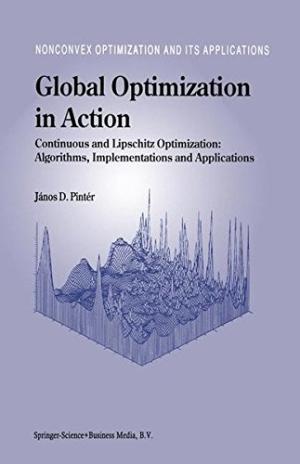 NONCONVEX OPTIMIZATION AND ITS APPLICATIONS
Global Optimization
in Action
Continuous and Lipschitz Optimization:
Algorithms, Implementations and Applications
János D. Pintér
Springer-Science+Business Media, B.V.